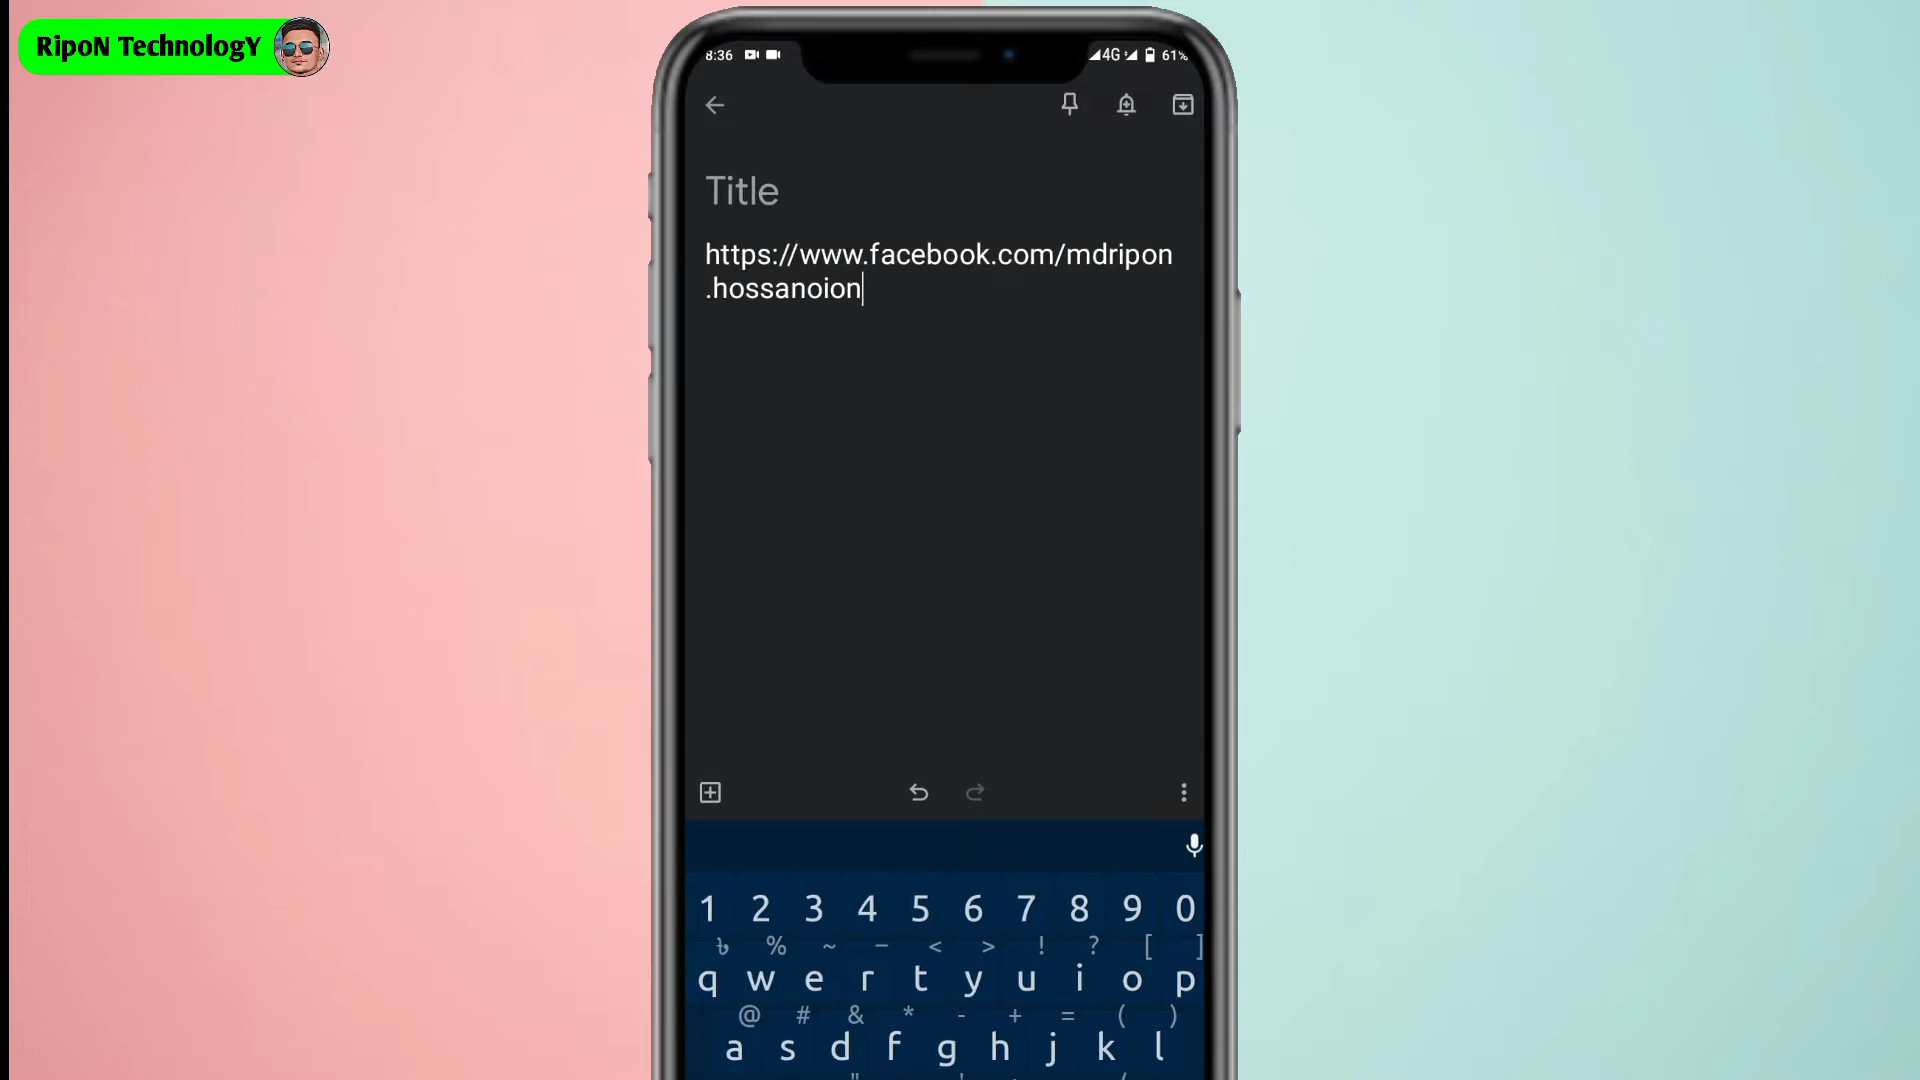 RipoN TechnologY
8:36
4G
61%
Title
https://www.facebook.com/mdripon
.hossanoion
1 2 3 4 5 6 7 8 9 0
৳ % ~ – < > ! ? [ ]
q w e r t y u i o p
@ # & * - + = ( )
a s d f g h j k l